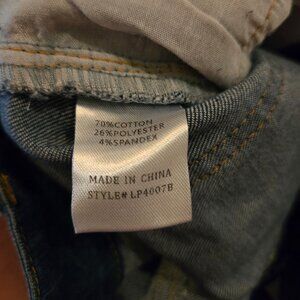 70%COTTON
26%POLYESTER
4%SPANDEX
MADE IN CHINA
STYLE# LP4007B